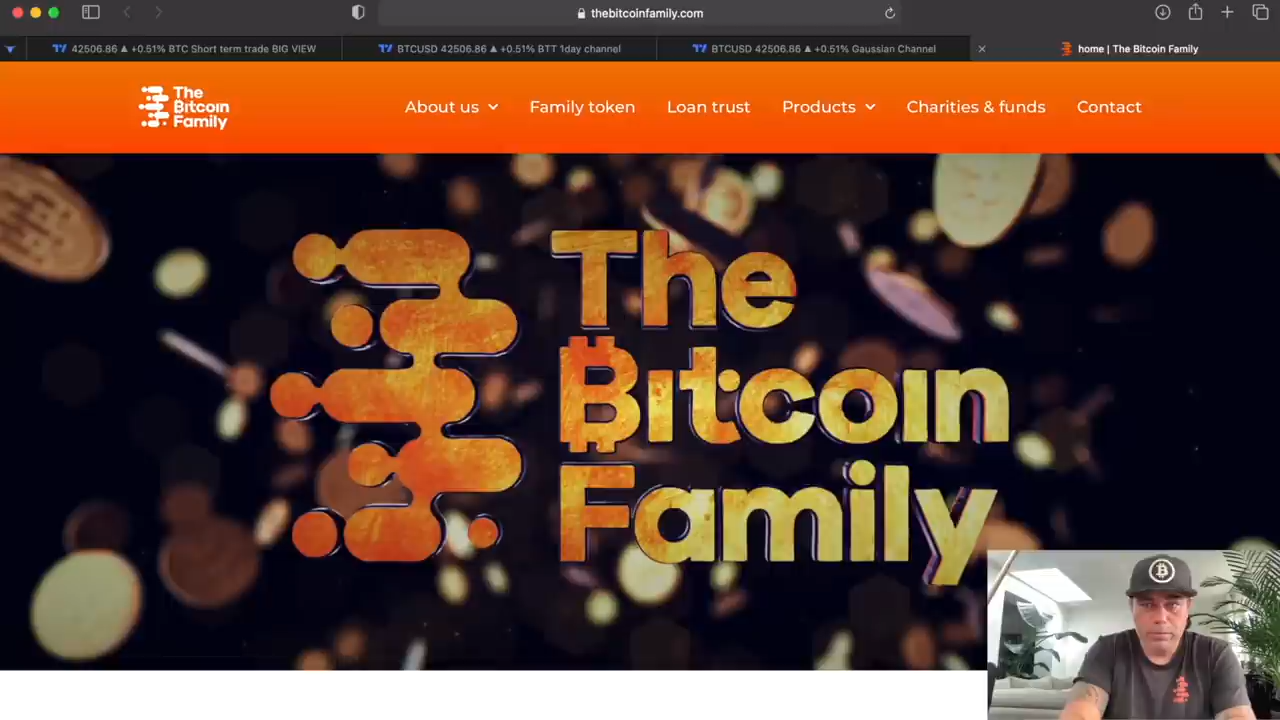 thebitcoinfamily.com
42506.86 ▲ +0.51% BTC Short term trade BIG VIEW
BTCUSD 42506.86 ▲ +0.51% BTT 1day channel
BTCUSD 42506.86 ▲ +0.51% Gaussian Channel
home | The Bitcoin Family
The
Bitcoin
Family
About us
Family token
Loan trust
Products
Charities & funds
Contact
The
Bitcoin
Family